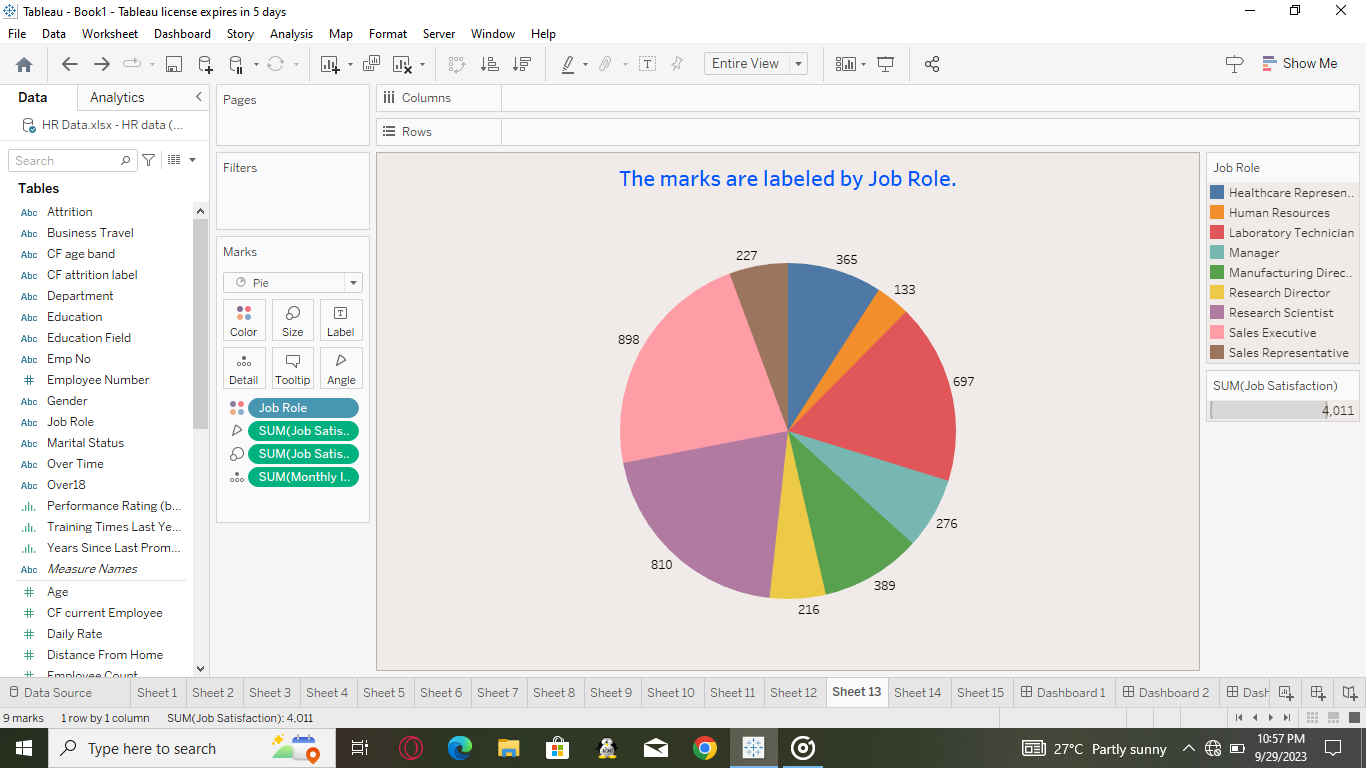 Tableau - Book1 - Tableau license expires in 5 days
File Data Worksheet Dashboard Story Analysis Map Format Server Window Help
Entire View
Show Me
Data Analytics
HR Data.xlsx - HR data (...
Search
Tables
Abc Attrition
Abc Business Travel
Abc CF age band
Abc CF attrition label
Abc Department
Abc Education
Abc Education Field
Abc Emp No
# Employee Number
Abc Gender
Abc Job Role
Abc Marital Status
Abc Over Time
Abc Over18
Performance Rating (b...
Training Times Last Ye...
Years Since Last Prom...
Abc Measure Names
# Age
# CF current Employee
# Daily Rate
# Distance From Home
# Employee Count
Pages
Filters
Marks
Pie
Color Size Label
Detail Tooltip Angle
Job Role
SUM(Job Satis..
SUM(Job Satis..
SUM(Monthly I..
Columns
Rows
The marks are labeled by Job Role.
227
365
133
898
697
276
810
389
216
Job Role
Healthcare Represen..
Human Resources
Laboratory Technician
Manager
Manufacturing Direc..
Research Director
Research Scientist
Sales Executive
Sales Representative
SUM(Job Satisfaction)
4,011
Data Source Sheet 1 Sheet 2 Sheet 3 Sheet 4 Sheet 5 Sheet 6 Sheet 7 Sheet 8 Sheet 9 Sheet 10 Sheet 11 Sheet 12 Sheet 13 Sheet 14 Sheet 15 Dashboard 1 Dashboard 2 Dash
9 marks 1 row by 1 column SUM(Job Satisfaction): 4,011
Type here to search
27°C Partly sunny
10:57 PM
9/29/2023